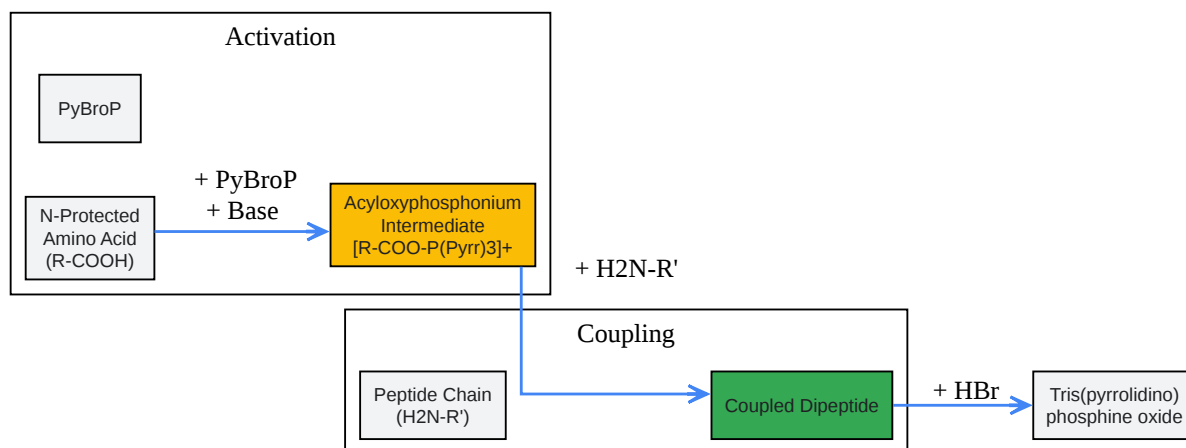 Activation
PyBroP
+ PyBroP
+ Base
N-Protected
Amino Acid
(R-COOH)
Acyloxyphosphonium
Intermediate
[R-COO-P(Pyrr)3]+
+ H2N-R'
Coupling
Peptide Chain
(H2N-R')
Coupled Dipeptide
+ HBr
Tris(pyrrolidino)
phosphine oxide